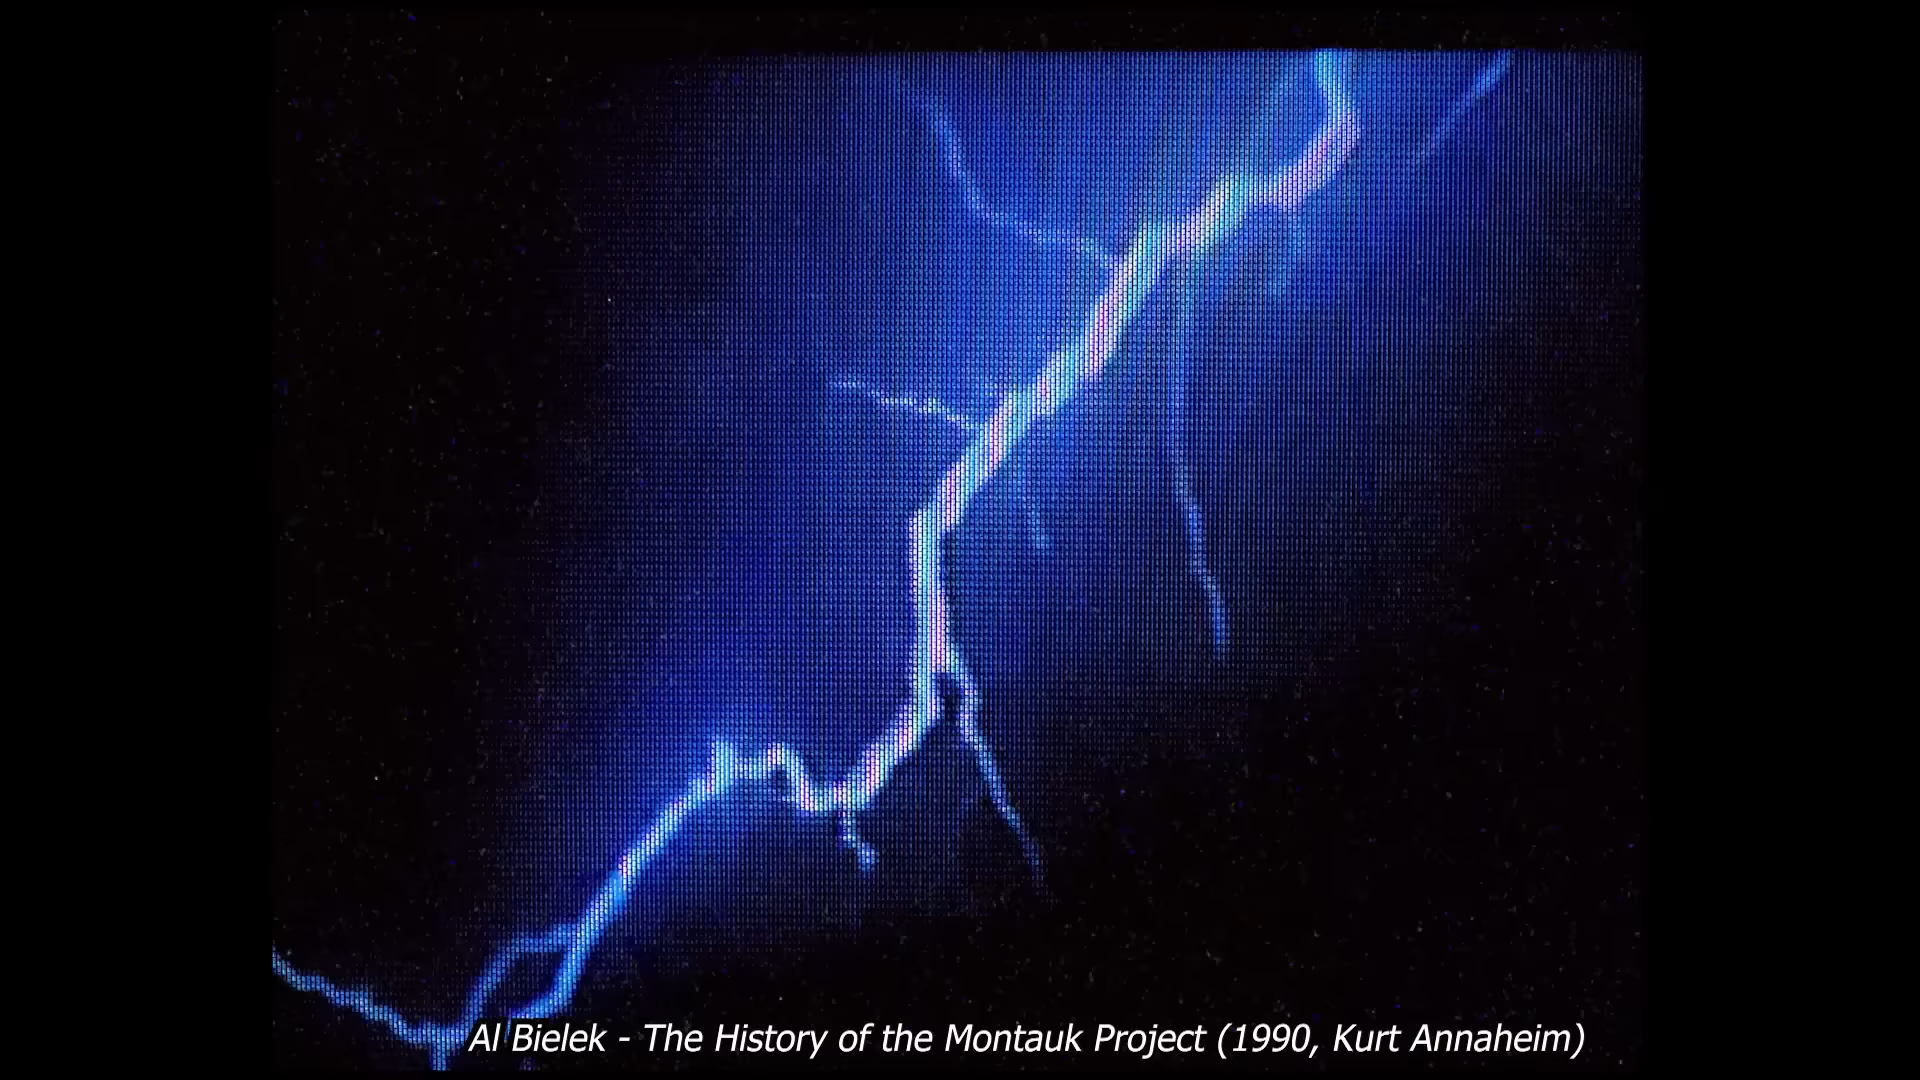 Al Bielek - The History of the Montauk Project (1990, Kurt Annaheim)